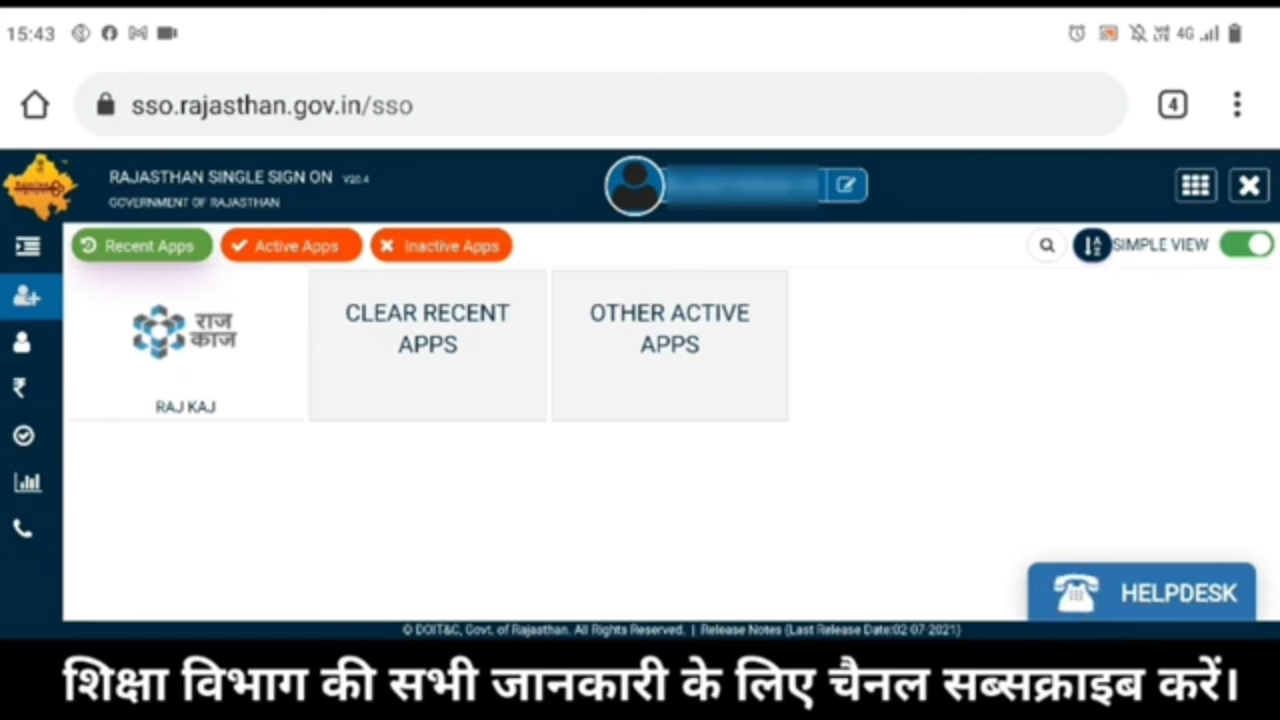 15:43
4G
sso.rajasthan.gov.in/sso
4
RAJASTHAN SINGLE SIGN ON V20.4
GOVERNMENT OF RAJASTHAN
Recent Apps
Active Apps
Inactive Apps
SIMPLE VIEW
राज
काज
RAJ KAJ
CLEAR RECENT
APPS
OTHER ACTIVE
APPS
HELPDESK
© DOIT&C, Govt. of Rajasthan. All Rights Reserved. | Release Notes (Last Release Date:02-07-2021)
शिक्षा विभाग की सभी जानकारी के लिए चैनल सब्सक्राइब करें।